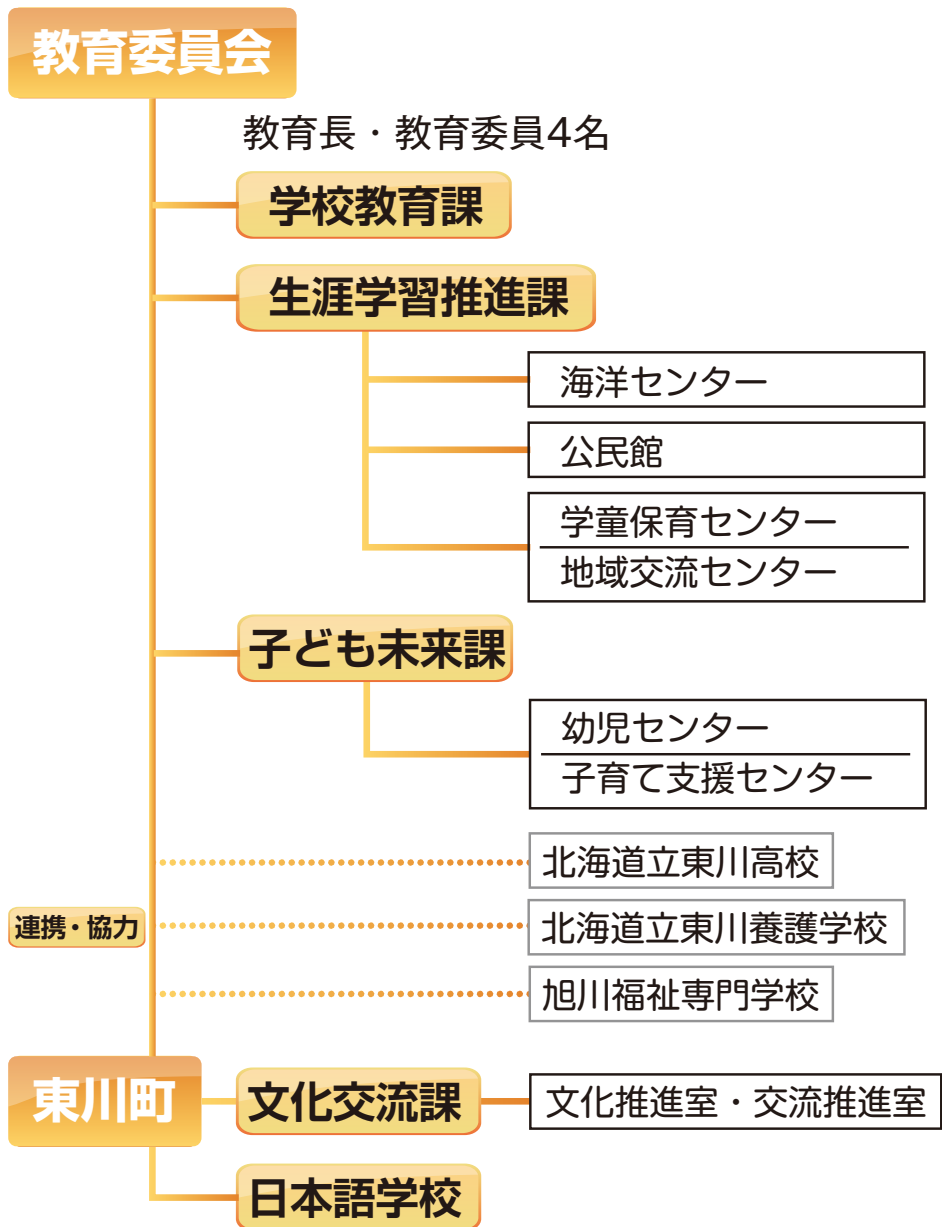 教育委員会
教育長・教育委員4名
学校教育課
生涯学習推進課
海洋センター
公民館
学童保育センター
地域交流センター
子ども未来課
幼児センター
子育て支援センター
北海道立東川高校
連携・協力
北海道立東川養護学校
旭川福祉専門学校
東川町
文化交流課
文化推進室・交流推進室
日本語学校